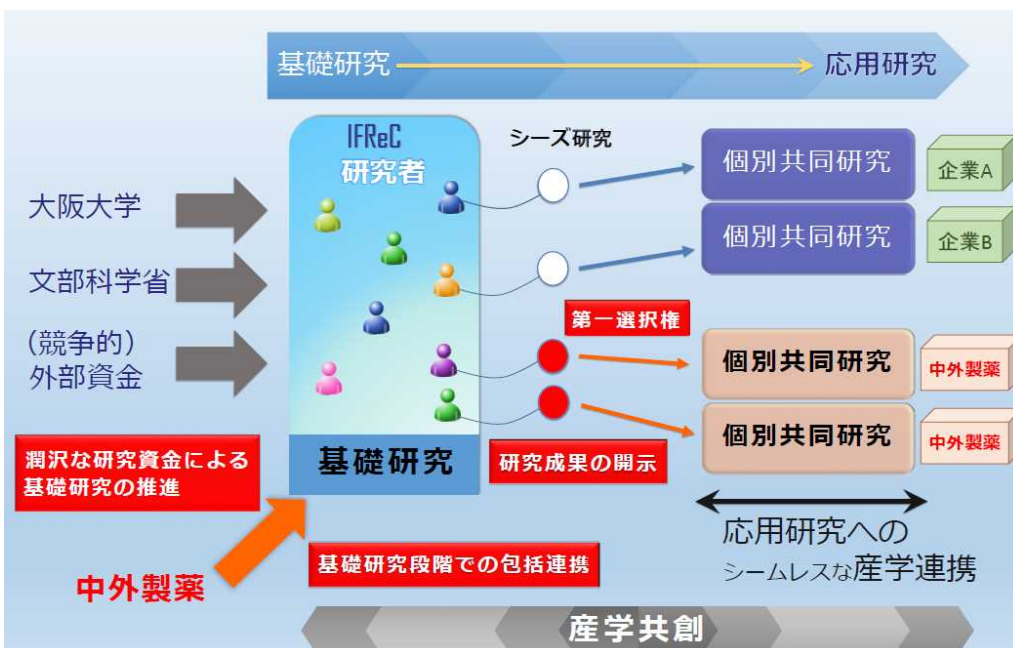 基礎研究
応用研究
IFReC
研究者
シーズ研究
個別共同研究
企業A
大阪大学
個別共同研究
企業B
文部科学省
第一選択権
(競争的)
外部資金
個別共同研究
中外製薬
個別共同研究
中外製薬
基礎研究
研究成果の開示
潤沢な研究資金による
基礎研究の推進
応用研究への
シームレスな産学連携
基礎研究段階での包括連携
中外製薬
産学共創